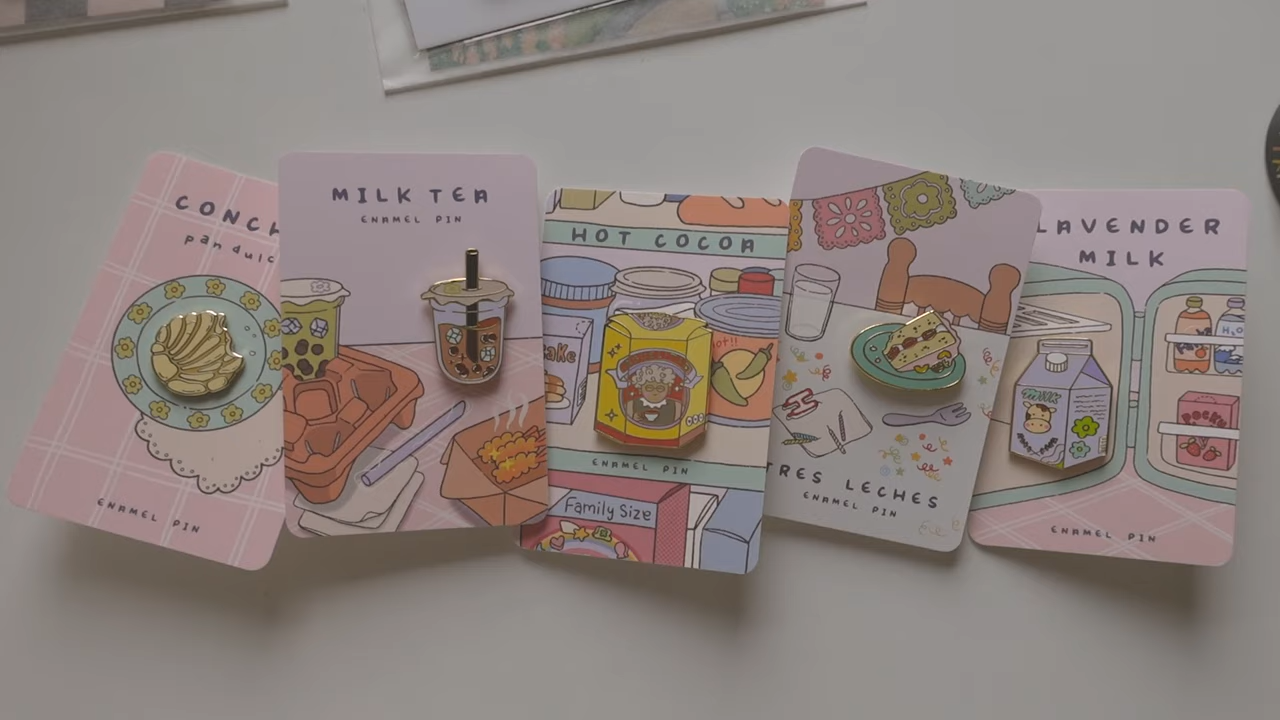 CONCH
pan dulc
ENAMEL PIN
MILK TEA
ENAMEL PIN
HOT COCOA
Hot!!
ENAMEL PIN
Family Size
TRES LECHES
ENAMEL PIN
LAVENDER
MILK
milk
H₂O
POCKY
ENAMEL PIN